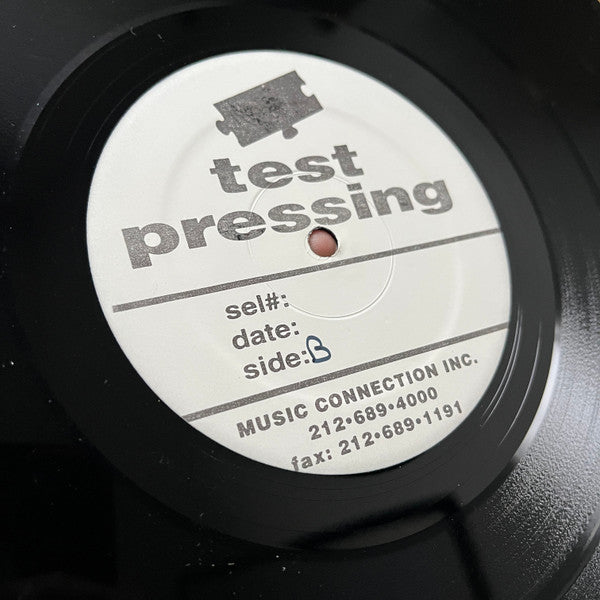 test
pressing
sel#:
date:
side:B
MUSIC CONNECTION INC.
212•689•4000
fax: 212•689•1191